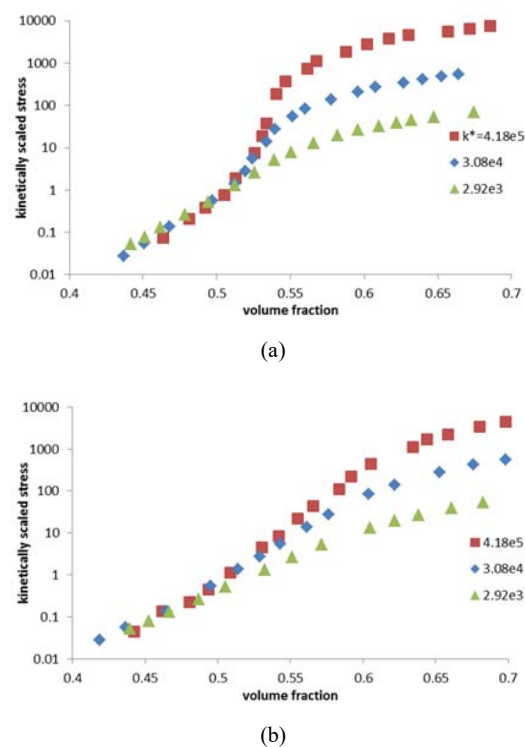 10000
1000
100
10
1
0.1
0.01
kinetically scaled stress
k*=4.18e5
3.08e4
2.92e3
0.4 0.45 0.5 0.55 0.6 0.65 0.7
volume fraction
(a)
10000
1000
100
10
1
0.1
0.01
kinetically scaled stress
4.18e5
3.08e4
2.92e3
0.4 0.45 0.5 0.55 0.6 0.65 0.7
volume fraction
(b)